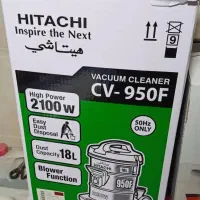 HITACHI
Inspire the Next
هيتاشي
9
VACUUM CLEANER
CV- 950F
High Power
2100 W
Easy
Dust
Disposal
50Hz
ONLY
Dust
Capacity 18L
Blower
Function
950F